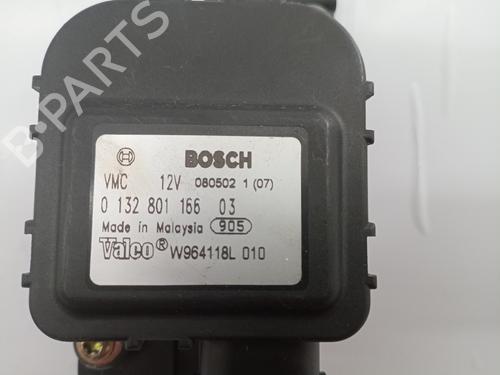 BOSCH
VMC 12V 080502 1 (07)
0 132 801 166 03
Made in Malaysia 905
Valeo® W964118L 010
B-PARTS